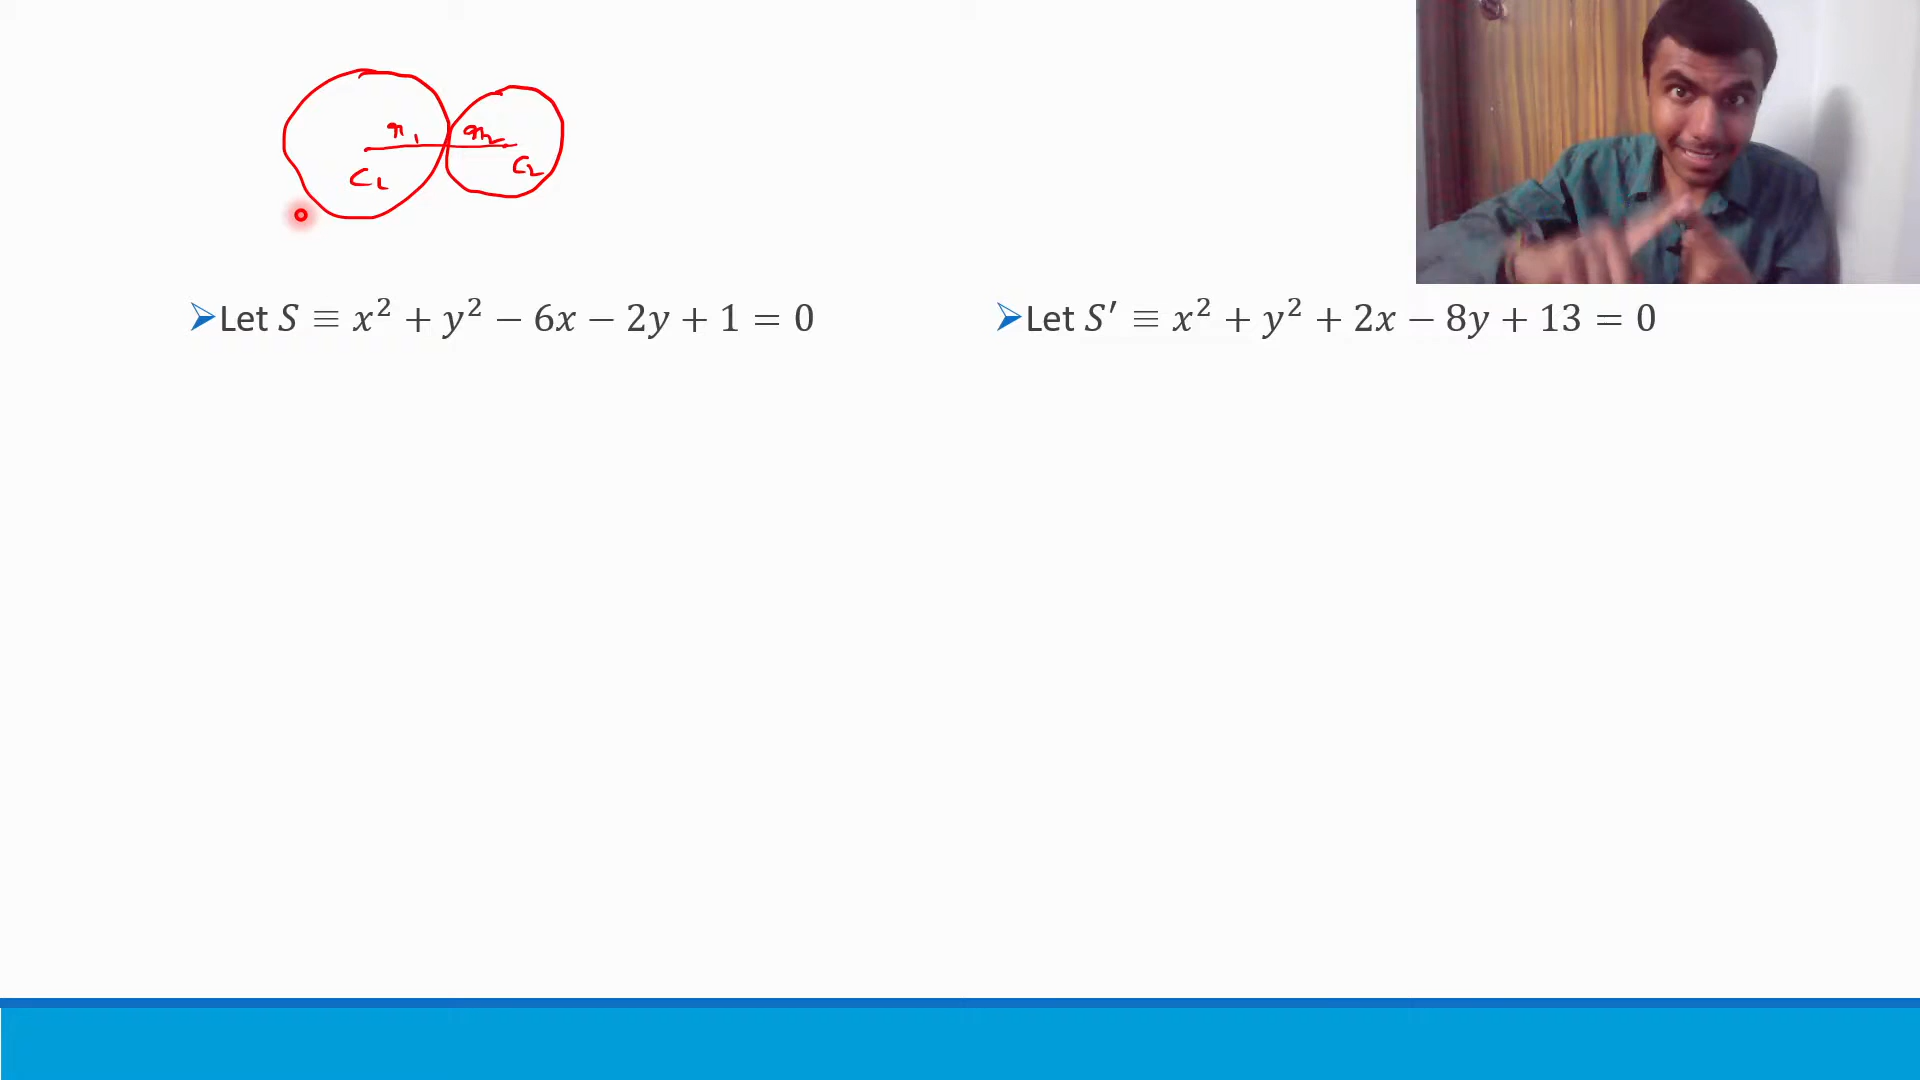 r₁ r₂
C₁ C₂
Let S ≡ x² + y² − 6x − 2y + 1 = 0
Let S′ ≡ x² + y² + 2x − 8y + 13 = 0